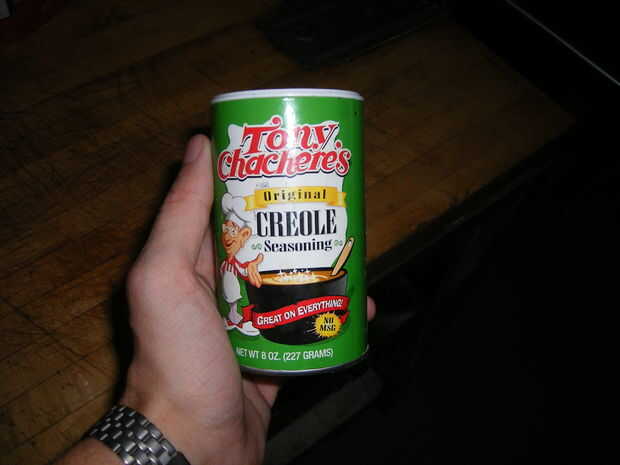 Tony
Chachere's
Original
CREOLE
Seasoning
GREAT ON EVERYTHING!
NO
MSG
NET WT 8 OZ. (227 GRAMS)